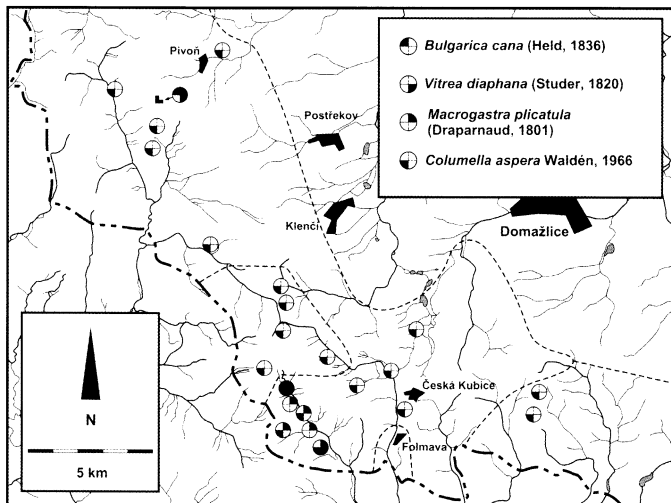 Bulgarica cana (Held, 1836)
Vitrea diaphana (Studer, 1820)
Macrogastra plicatula
(Draparnaud, 1801)
Columella aspera Waldén, 1966
Pivoň
Postřekov
Klenčí
Domažlice
Česká Kubice
Folmava
N
5 km